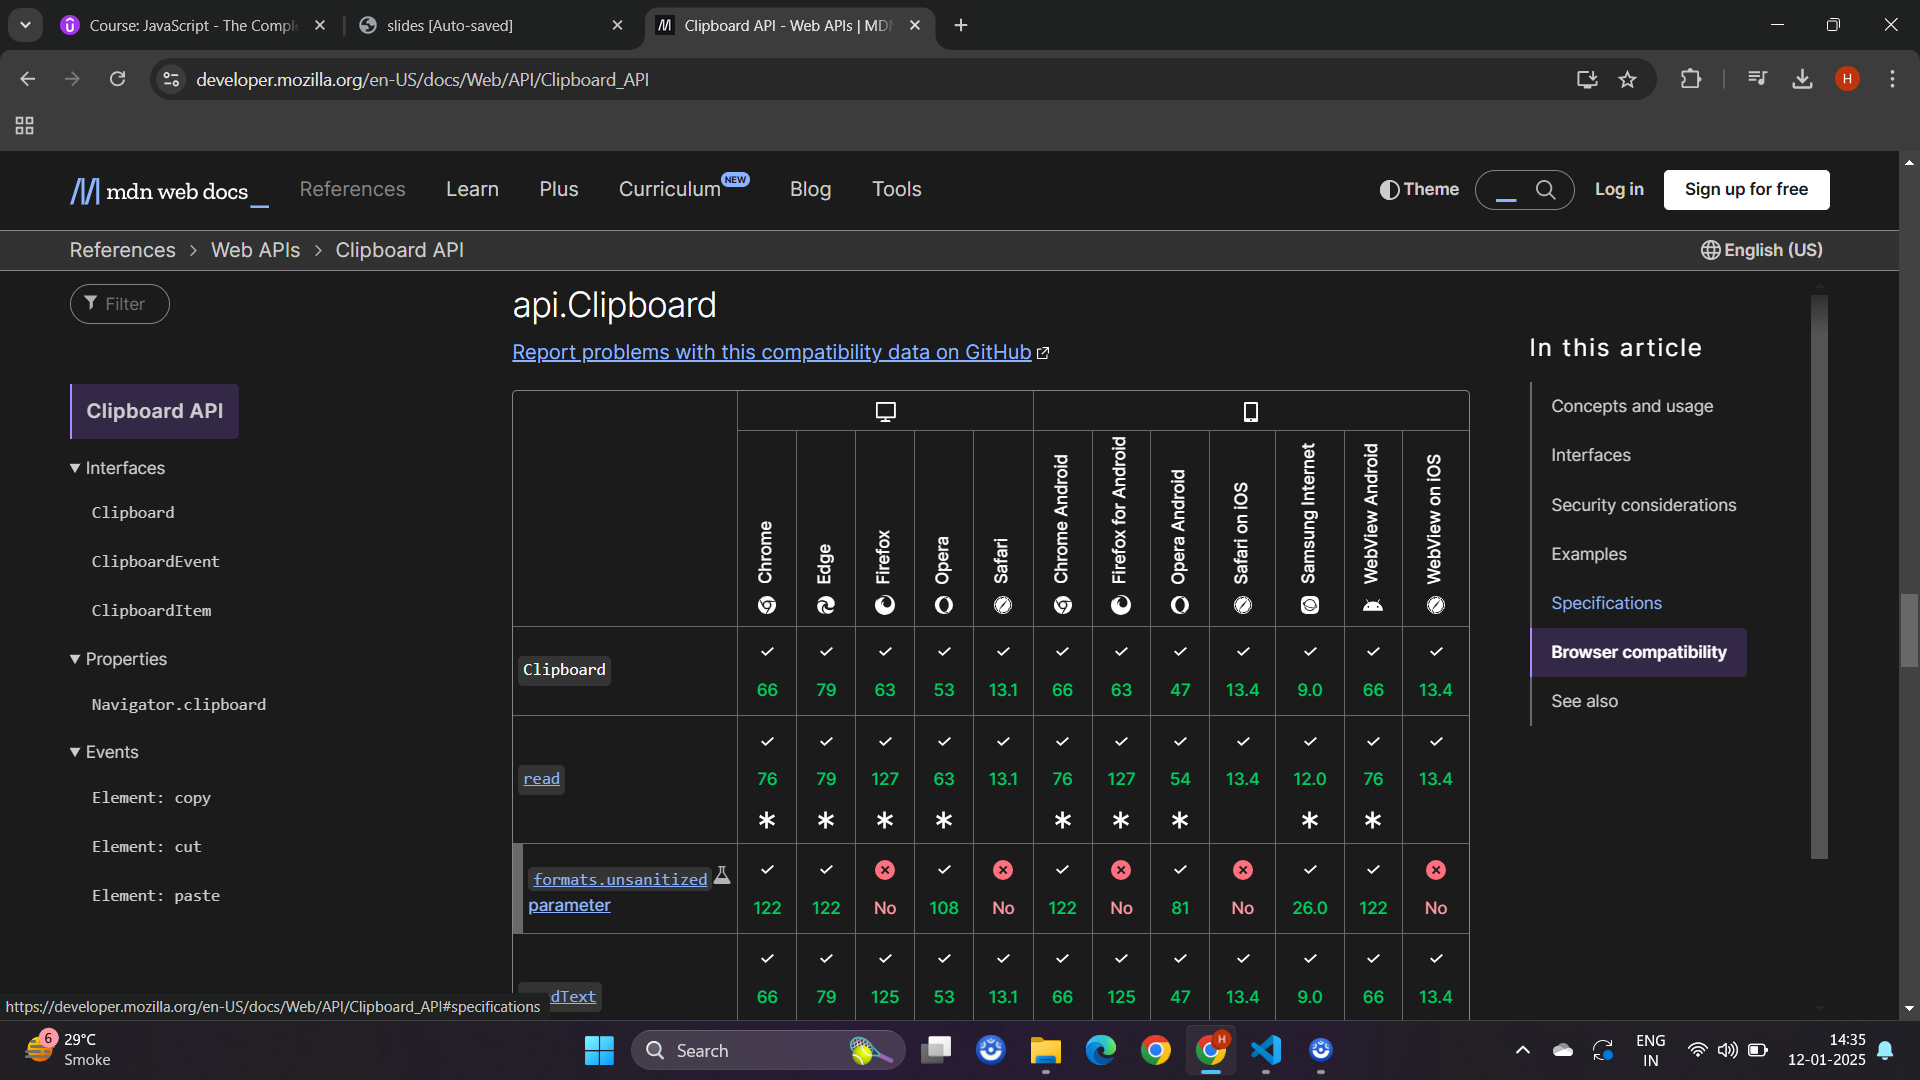 Course: JavaScript - The Comple
slides [Auto-saved]
Clipboard API - Web APIs | MDN
developer.mozilla.org/en-US/docs/Web/API/Clipboard_API
H
mdn web docs_
References
Learn
Plus
Curriculum NEW
Blog
Tools
Theme
Log in
Sign up for free
References > Web APIs > Clipboard API
English (US)
Filter
Clipboard API
Interfaces
Clipboard
ClipboardEvent
ClipboardItem
Properties
Navigator.clipboard
Events
Element: copy
Element: cut
Element: paste
api.Clipboard
Report problems with this compatibility data on GitHub
Chrome
Edge
Firefox
Opera
Safari
Chrome Android
Firefox for Android
Opera Android
Safari on iOS
Samsung Internet
WebView Android
WebView on iOS
Clipboard
66 79 63 53 13.1 66 63 47 13.4 9.0 66 13.4
read
76 79 127 63 13.1 76 127 54 13.4 12.0 76 13.4
* * * * * * * * *
formats.unsanitized
parameter
122 122 No 108 No 122 No 81 No 26.0 122 No
dText
66 79 125 53 13.1 66 125 47 13.4 9.0 66 13.4
In this article
Concepts and usage
Interfaces
Security considerations
Examples
Specifications
Browser compatibility
See also
https://developer.mozilla.org/en-US/docs/Web/API/Clipboard_API#specifications
6
29°C
Smoke
Search
H
ENG
IN
14:35
12-01-2025